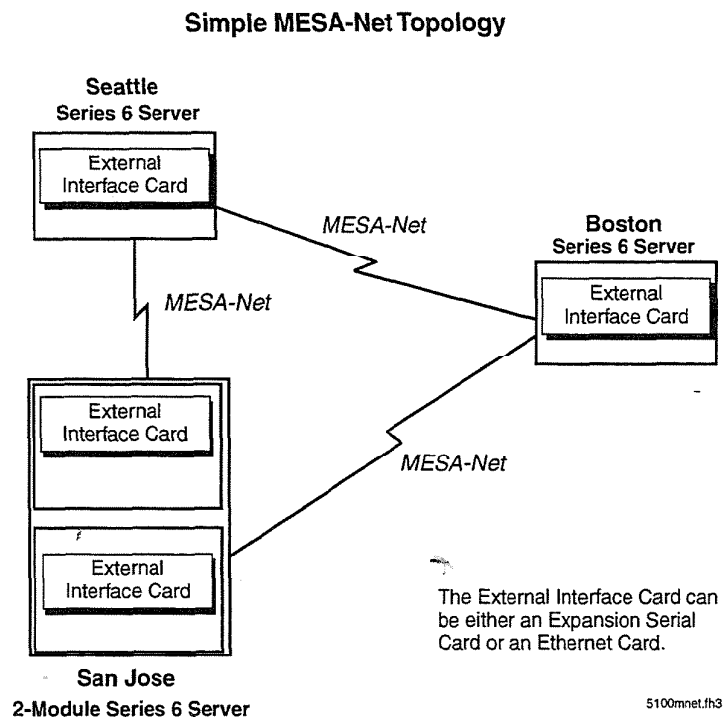 Simple MESA-Net Topology
Seattle
Series 6 Server
External
Interface Card
MESA-Net
Boston
Series 6 Server
External
Interface Card
MESA-Net
External
Interface Card
MESA-Net
External
Interface Card
The External Interface Card can
be either an Expansion Serial
Card or an Ethernet Card.
San Jose
2-Module Series 6 Server
5100mnet.fh3